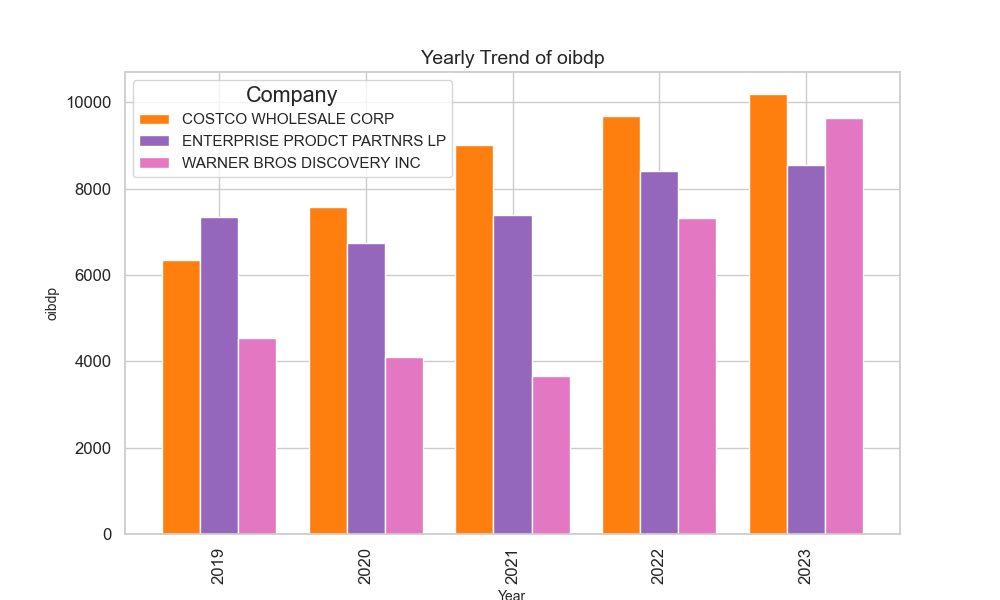 Yearly Trend of oibdp
Company
COSTCO WHOLESALE CORP
ENTERPRISE PRODCT PARTNRS LP
WARNER BROS DISCOVERY INC
10000
8000
6000
4000
2000
0
oibdp
2019
2020
2021
2022
2023
Year